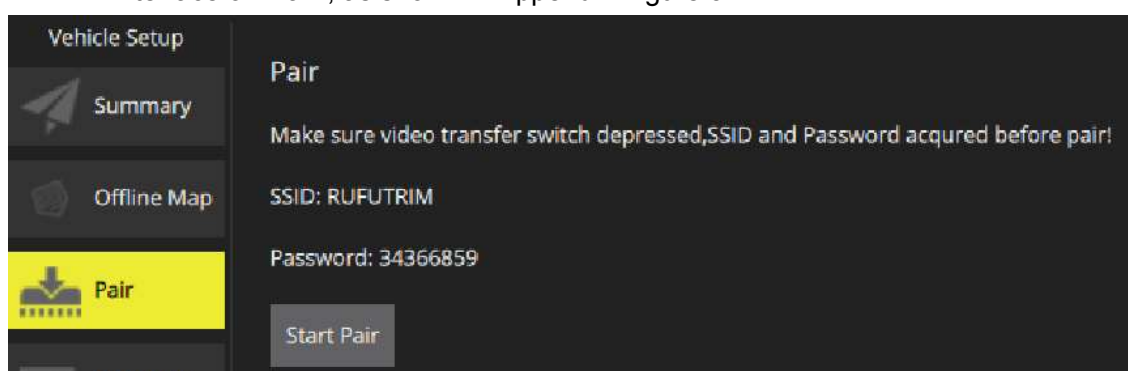 Vehicle Setup
Summary
Offline Map
Pair
Pair
Make sure video transfer switch depressed,SSID and Password acqured before pair!
SSID: RUFUTRIM
Password: 34366859
Start Pair